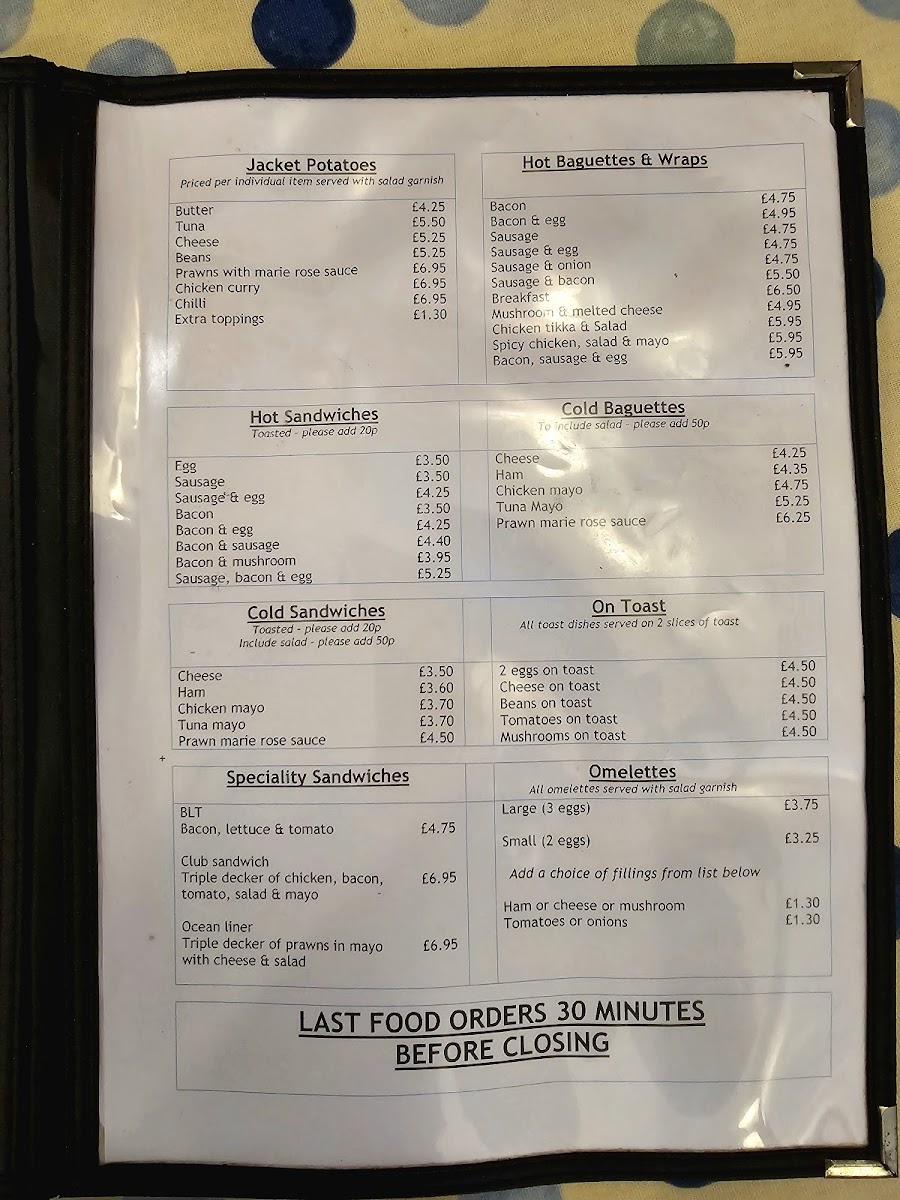 Jacket Potatoes
Priced per individual item served with salad garnish
Butter £4.25
Tuna £5.50
Cheese £5.25
Beans £5.25
Prawns with marie rose sauce £6.95
Chicken curry £6.95
Chilli £6.95
Extra toppings £1.30
Hot Baguettes & Wraps
Bacon £4.75
Bacon & egg £4.95
Sausage £4.75
Sausage & egg £4.75
Sausage & onion £4.75
Sausage & bacon £5.50
Breakfast £6.50
Mushroom & melted cheese £4.95
Chicken tikka & Salad £5.95
Spicy chicken, salad & mayo £5.95
Bacon, sausage & egg £5.95
Hot Sandwiches
Toasted - please add 20p
Egg £3.50
Sausage £3.50
Sausage & egg £4.25
Bacon £3.50
Bacon & egg £4.25
Bacon & sausage £4.40
Bacon & mushroom £3.95
Sausage, bacon & egg £5.25
Cold Baguettes
To include salad - please add 50p
Cheese £4.25
Ham £4.35
Chicken mayo £4.75
Tuna Mayo £5.25
Prawn marie rose sauce £6.25
Cold Sandwiches
Toasted - please add 20p
Include salad - please add 50p
Cheese £3.50
Ham £3.60
Chicken mayo £3.70
Tuna mayo £3.70
Prawn marie rose sauce £4.50
On Toast
All toast dishes served on 2 slices of toast
2 eggs on toast £4.50
Cheese on toast £4.50
Beans on toast £4.50
Tomatoes on toast £4.50
Mushrooms on toast £4.50
Speciality Sandwiches
BLT
Bacon, lettuce & tomato £4.75
Club sandwich
Triple decker of chicken, bacon, £6.95
tomato, salad & mayo
Ocean liner
Triple decker of prawns in mayo £6.95
with cheese & salad
Omelettes
All omelettes served with salad garnish
Large (3 eggs) £3.75
Small (2 eggs) £3.25
Add a choice of fillings from list below
Ham or cheese or mushroom £1.30
Tomatoes or onions £1.30
LAST FOOD ORDERS 30 MINUTES
BEFORE CLOSING